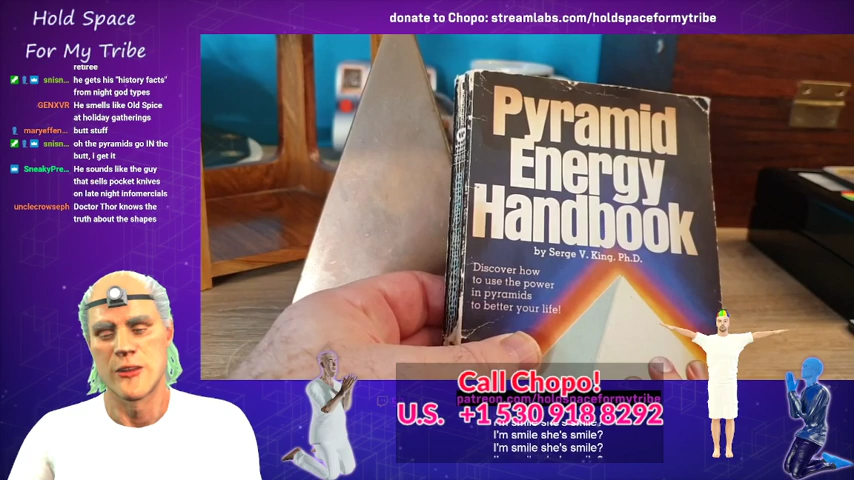 Hold Space
For My Tribe
donate to Chopo: streamlabs.com/holdspaceformytribe
retiree
snisn... he gets his "history facts"
from night god types
GENXVR He smells like Old Spice
at holiday gatherings
maryeffen... butt stuff
snisn... oh the pyramids go IN the
butt, I get it
SneakyPre... He sounds like the guy
that sells pocket knives
on late night infomercials
unclecrowseph Doctor Thor knows the
truth about the shapes
Pyramid
Energy
Handbook
by Serge V. King, Ph.D.
Discover how
to use the power
in pyramids
to better your life!
Call Chopo!
patreon.com/holdspaceformytribe
U.S. +1 530 918 8292
I'm smile she's smile?
I'm smile she's smile?
I'm smile she's smile?